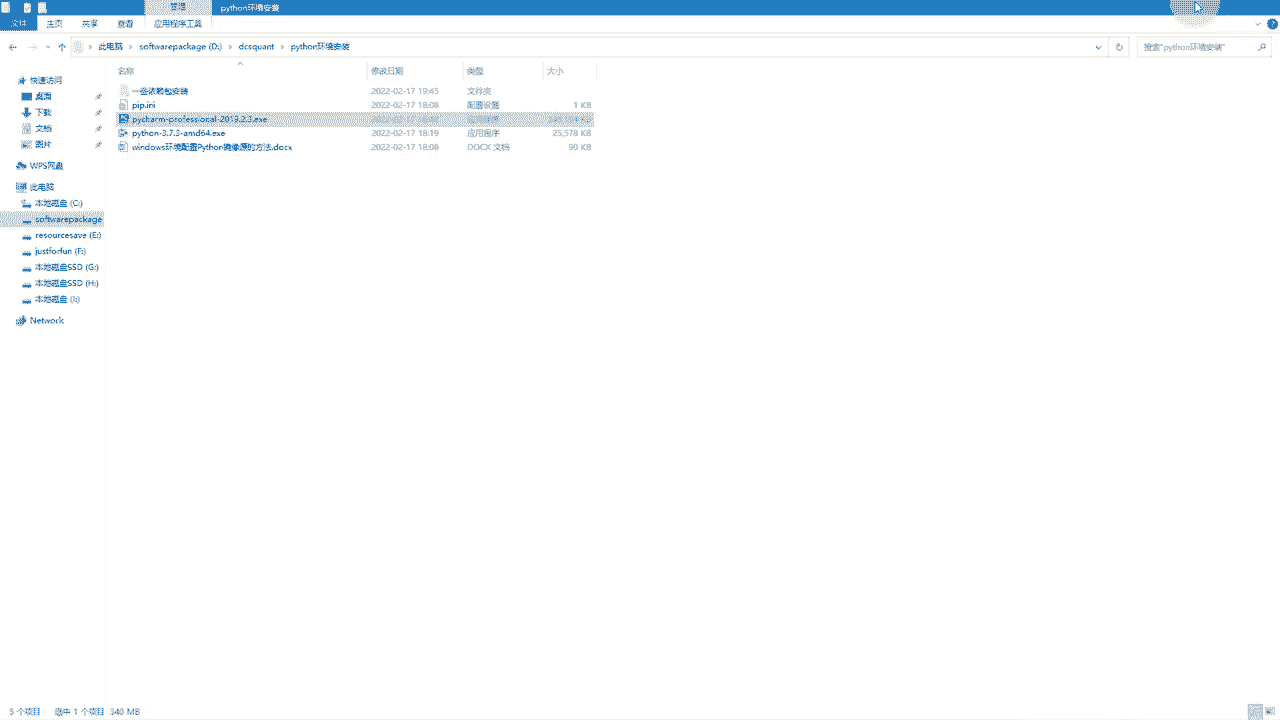 管理 python环境安装
文件 主页 共享 查看 应用程序工具
此电脑 › softwarepackage (D:) › dcsquant › python环境安装 搜索"python环境安装"
名称 修改日期 类型 大小
快速访问
桌面
下载
文档
图片
WPS网盘
此电脑
本地磁盘 (C:)
softwarepackage
resourcesave (E:)
justforfun (F:)
本地磁盘SSD (G:)
本地磁盘SSD (H:)
本地磁盘 (I:)
Network
一些依赖包安装 2022-02-17 19:45 文件夹
pip.ini 2022-02-17 18:08 配置设置 1 KB
pycharm-professional-2019.2.3.exe
python-3.7.3-amd64.exe 2022-02-17 18:19 应用程序 25,578 KB
windows环境配置Python镜像源的方法.docx 2022-02-17 18:08 DOCX 文档 90 KB
5 个项目 选中 1 个项目 340 MB